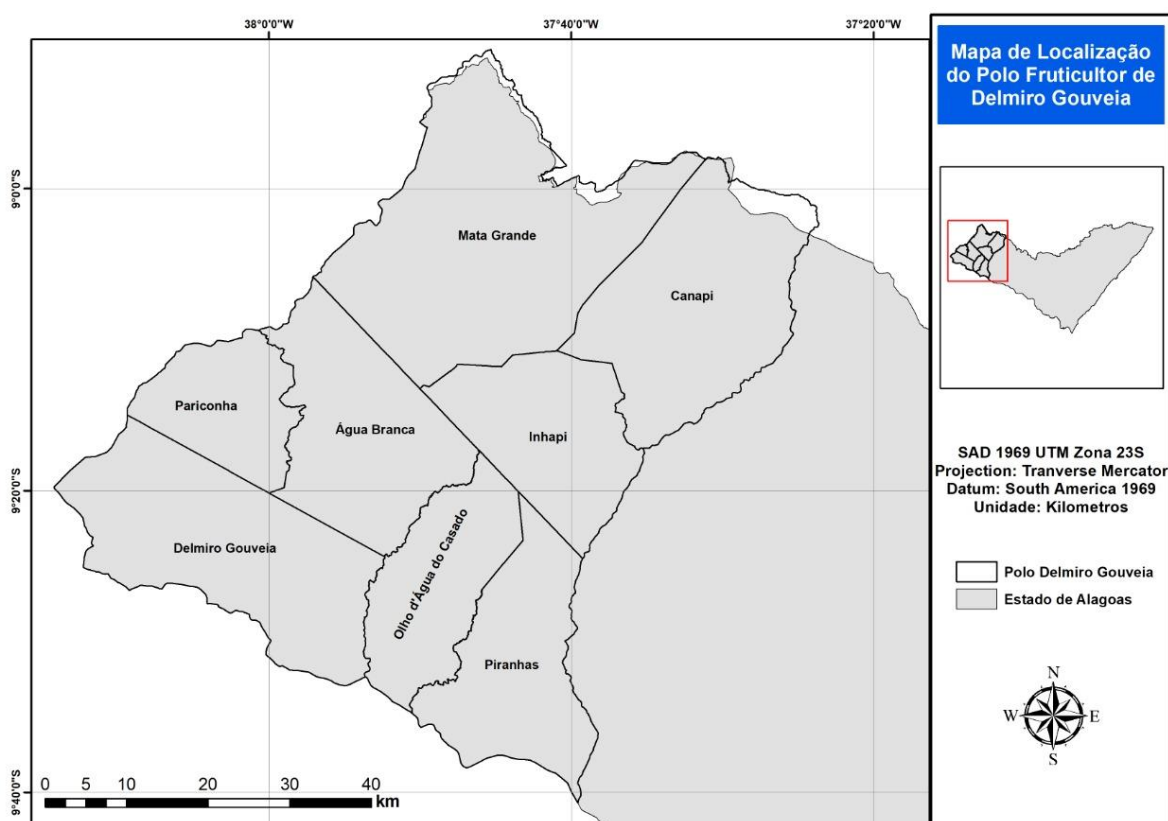 38°0'0"W
37°40'0"W
37°20'0"W
9°0'0"S
9°20'0"S
9°40'0"S
Mata Grande
Canapi
Pariconha
Água Branca
Inhapi
Delmiro Gouveia
Olho d'Água do Casado
Piranhas
0 5 10 20 30 40
km
Mapa de Localização
do Polo Fruticultor de
Delmiro Gouveia
SAD 1969 UTM Zona 23S
Projection: Tranverse Mercator
Datum: South America 1969
Unidade: Kilometros
Polo Delmiro Gouveia
Estado de Alagoas
N
W E
S